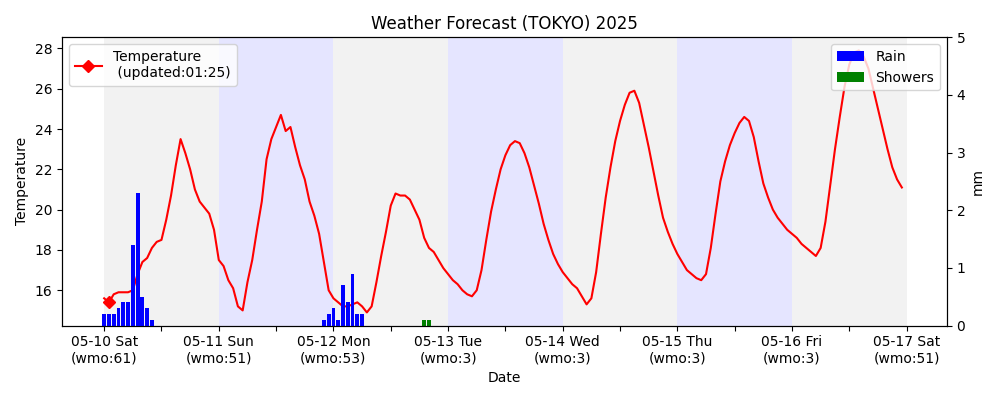 Weather Forecast (TOKYO) 2025
Temperature
(updated:01:25)
Rain
Showers
28
26
24
22
20
18
16
Temperature
5
4
3
2
1
0
mm
05-10 Sat
(wmo:61)
05-11 Sun
(wmo:51)
05-12 Mon
(wmo:53)
05-13 Tue
(wmo:3)
05-14 Wed
(wmo:3)
05-15 Thu
(wmo:3)
05-16 Fri
(wmo:3)
05-17 Sat
(wmo:51)
Date